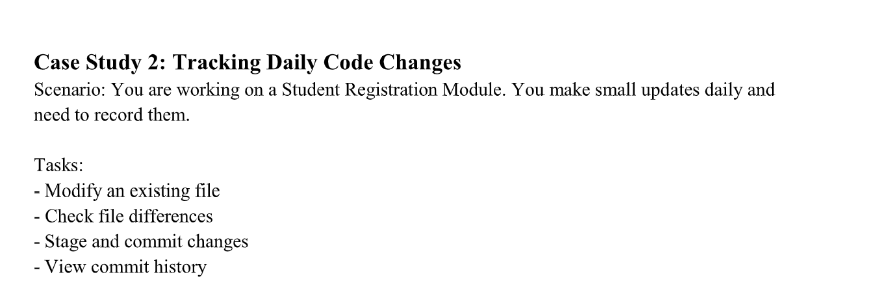 Case Study 2: Tracking Daily Code Changes
Scenario: You are working on a Student Registration Module. You make small updates daily and
need to record them.
Tasks:
- Modify an existing file
- Check file differences
- Stage and commit changes
- View commit history